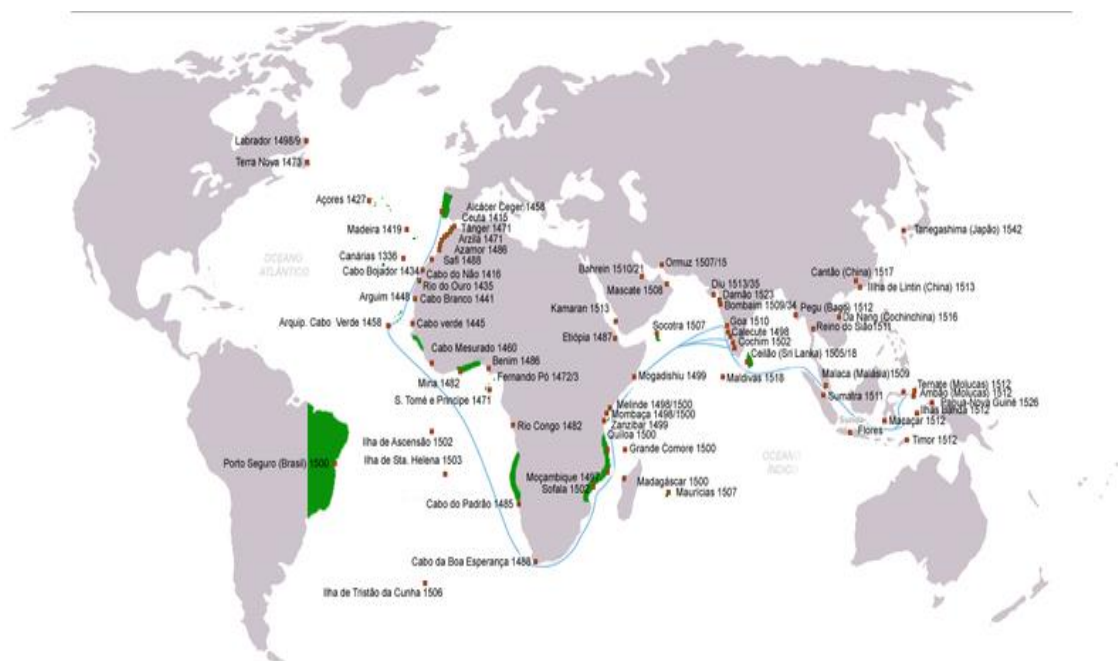 Labrador 1498/9
Terra Nova 1473
Açores 1427
Madeira 1419
Canárias 1336
Cabo Bojador 1434
OCEANO
ATLÂNTICO
Alcácer Ceger 1458
Ceuta 1415
Tânger 1471
Arzila 1471
Azamor 1486
Safi 1488
Cabo do Não 1416
Rio do Ouro 1435
Arguim 1448
Cabo Branco 1441
Arquip. Cabo Verde 1458
Cabo verde 1445
Cabo Mesurado 1460
Mina 1482
Benim 1486
Fernando Pó 1472/3
S. Tomé e Principe 1471
Rio Congo 1482
Ilha de Ascensão 1502
Ilha de Sta. Helena 1503
Porto Seguro (Brasil) 1500
Cabo do Padrão 1485
Cabo da Boa Esperança 1488
Ilha de Tristão da Cunha 1506
Bahrein 1510/21
Ormuz 1507/15
Mascate 1508
Kamaran 1513
Etiópia 1487
Socotra 1507
Mogadishiu 1499
Melinde 1498/1500
Mombaça 1498/1500
Zanzibar 1499
Quiloa 1500
Grande Comore 1500
Moçambique 1497
Sofala 1502
Madagáscar 1500
Maurícias 1507
Diu 1513/35
Damão 1523
Bombaim 1509/34
Goa 1510
Calecute 1498
Cochim 1502
Ceilão (Sri Lanka) 1505/18
Maldivas 1518
OCEANO
ÍNDICO
Tanegashima (Japão) 1542
Cantão (China) 1517
Ilha de Lintin (China) 1513
Pegu (Bago) 1512
Da Nang (Cochinchina) 1516
Reino do Sião 1511
Malaca (Malásia) 1509
Sumatra 1511
Ternate (Molucas) 1512
Ambão (Molucas) 1512
Papua-Nova Guiné 1526
Ilhas Banda 1512
Macaçar 1512
Flores
Timor 1512